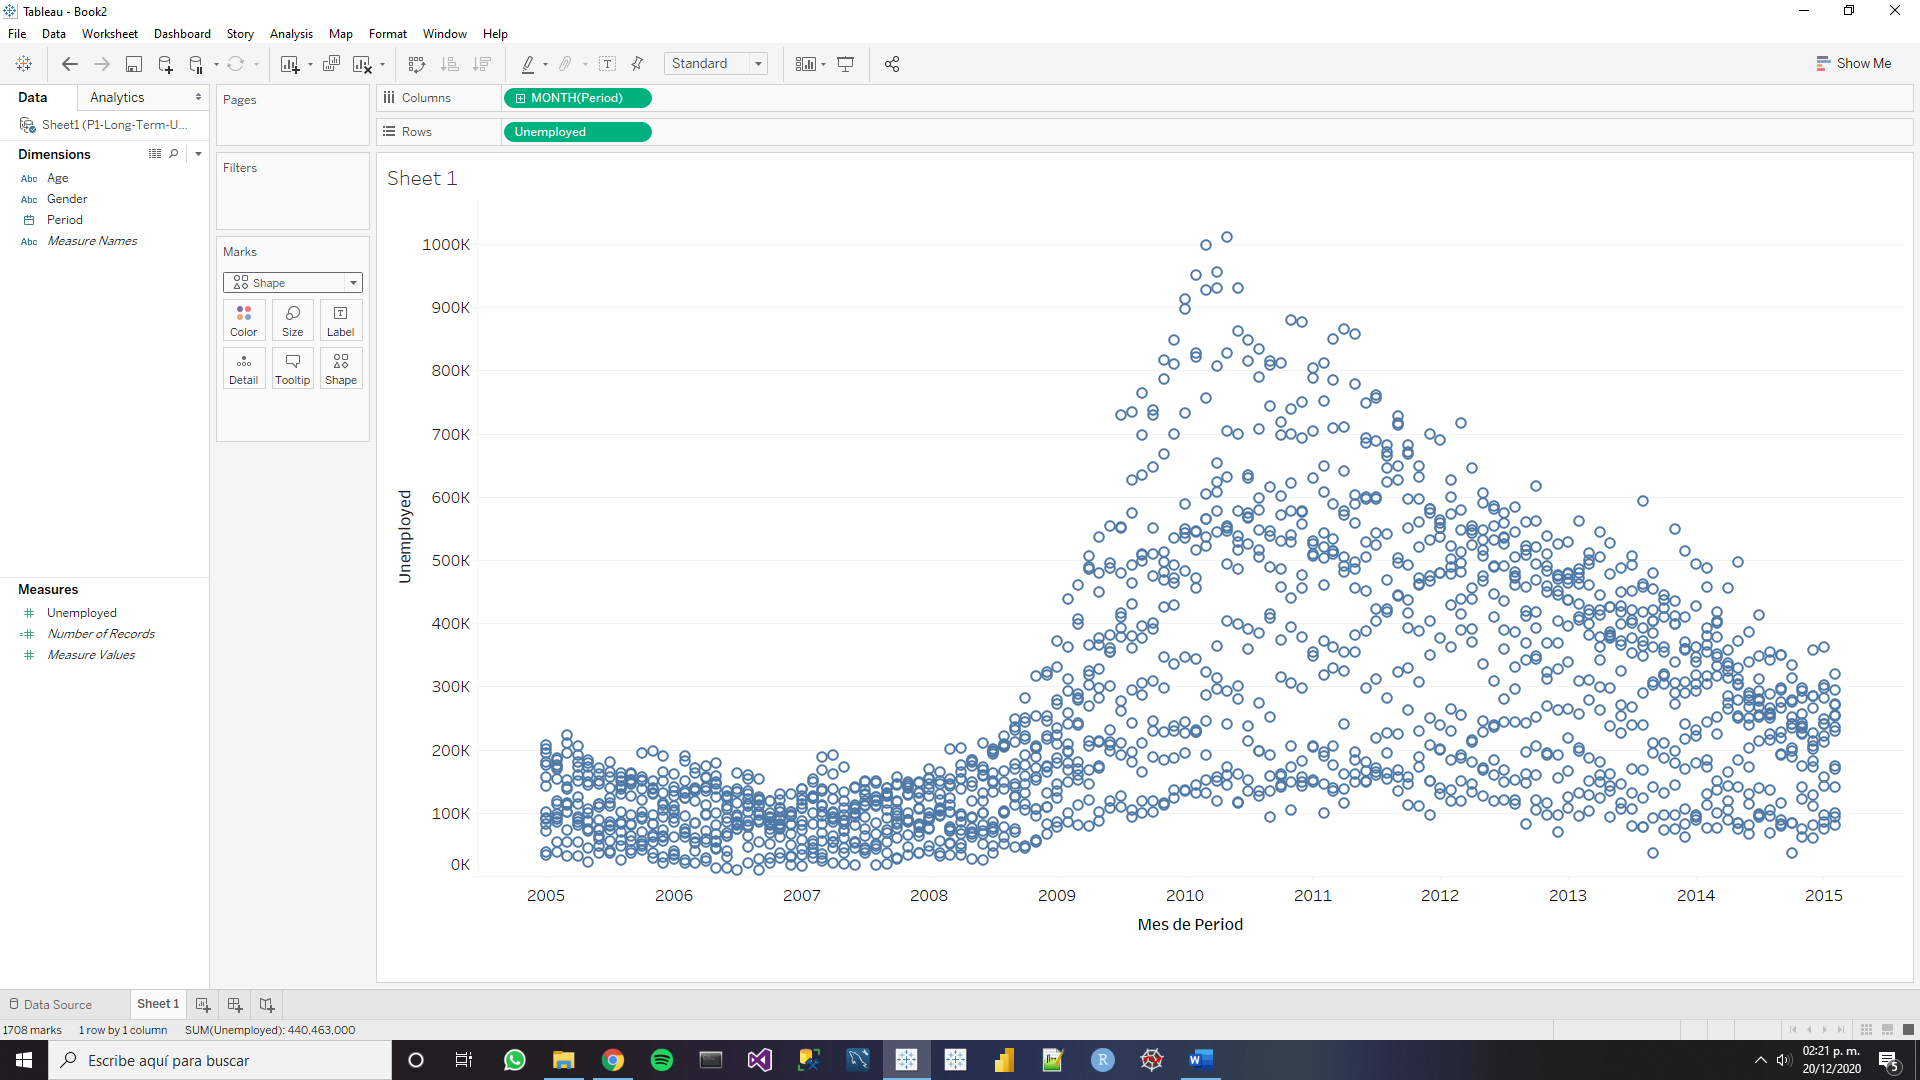 Tableau - Book2
File Data Worksheet Dashboard Story Analysis Map Format Window Help
Standard
Show Me
Data Analytics
Sheet1 (P1-Long-Term-U...
Dimensions
Abc Age
Abc Gender
Period
Abc Measure Names
Measures
Unemployed
Number of Records
Measure Values
Pages
Filters
Marks
Shape
Color Size Label
Detail Tooltip Shape
Columns MONTH(Period)
Rows Unemployed
Sheet 1
1000K
900K
800K
700K
600K
500K
400K
300K
200K
100K
0K
Unemployed
2005 2006 2007 2008 2009 2010 2011 2012 2013 2014 2015
Mes de Period
Data Source Sheet 1
1708 marks 1 row by 1 column SUM(Unemployed): 440,463,000
Escribe aquí para buscar
02:21 p. m.
20/12/2020
5